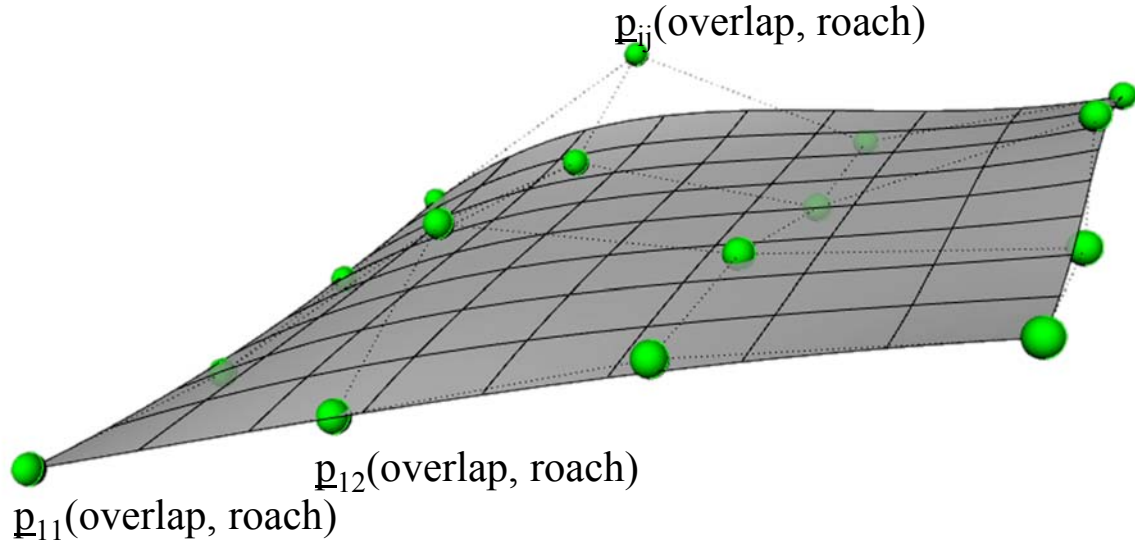 p_ij(overlap, roach)
p_12(overlap, roach)
p_11(overlap, roach)